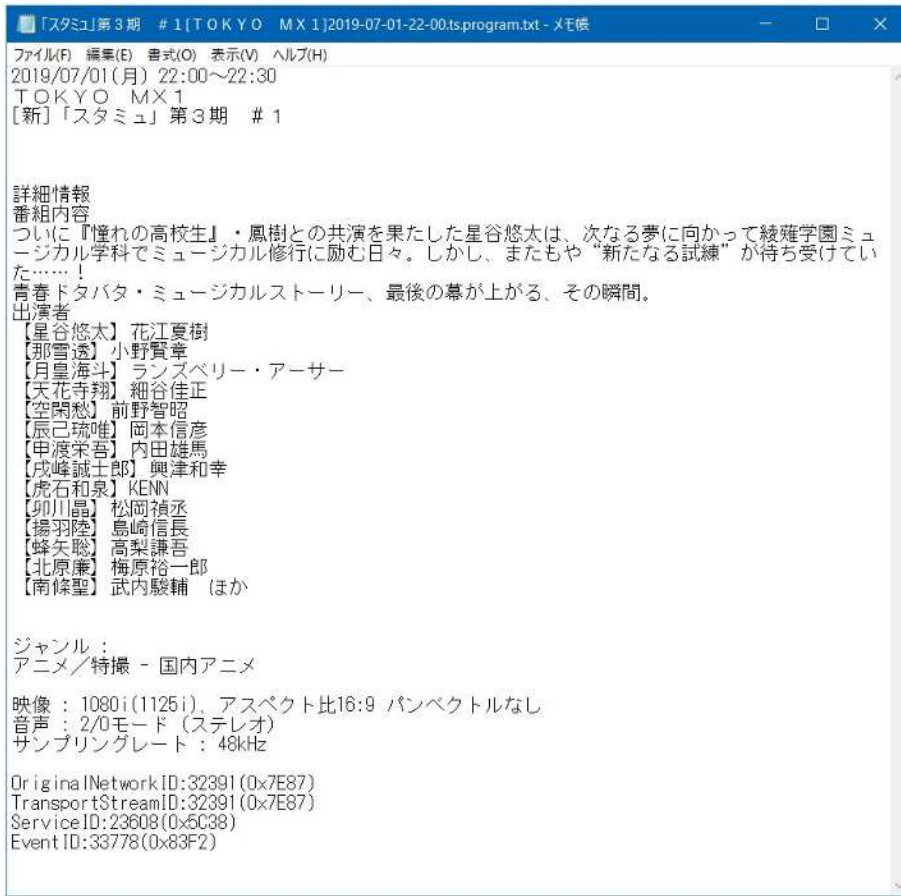 「スタミュ」第３期　＃１[ＴＯＫＹＯ　ＭＸ１]2019-07-01-22-00.ts.program.txt - メモ帳
ファイル(F) 編集(E) 書式(O) 表示(V) ヘルプ(H)
2019/07/01(月) 22:00～22:30
ＴＯＫＹＯ　ＭＸ１
[新]「スタミュ」第３期　＃１
詳細情報
番組内容
ついに『憧れの高校生』・鳳樹との共演を果たした星谷悠太は、次なる夢に向かって綾薙学園ミュ
ージカル学科でミュージカル修行に励む日々。しかし、またもや“新たなる試練”が待ち受けてい
た……！
青春ドタバタ・ミュージカルストーリー、最後の幕が上がる、その瞬間。
出演者
【星谷悠太】花江夏樹
【那雪透】小野賢章
【月皇海斗】ランズベリー・アーサー
【天花寺翔】細谷佳正
【空閑愁】前野智昭
【辰己琉唯】岡本信彦
【申渡栄吾】内田雄馬
【戌峰誠士郎】興津和幸
【虎石和泉】KENN
【卯川晶】松岡禎丞
【揚羽陸】島崎信長
【蜂矢聡】高梨謙吾
【北原廉】梅原裕一郎
【南條聖】武内駿輔　ほか
ジャンル :
アニメ／特撮 - 国内アニメ
映像 : 1080i(1125i)、アスペクト比16:9 パンベクトルなし
音声 : 2/0モード（ステレオ）
サンプリングレート : 48kHz
OriginalNetworkID:32391(0x7E87)
TransportStreamID:32391(0x7E87)
ServiceID:23608(0x5C38)
EventID:33778(0x83F2)